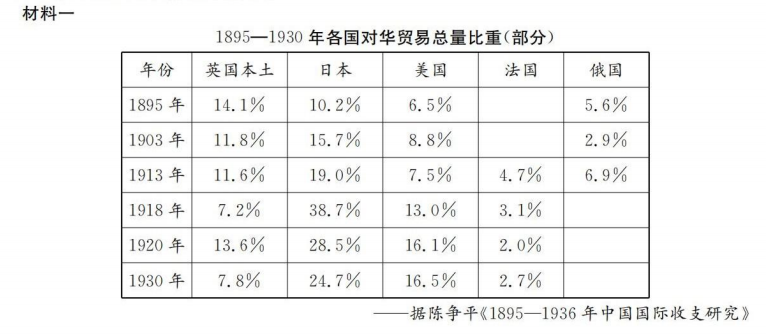 材料一
1895—1930 年各国对华贸易总量比重(部分)
年份 英国本土 日本 美国 法国 俄国
1895 年 14.1% 10.2% 6.5% 5.6%
1903 年 11.8% 15.7% 8.8% 2.9%
1913 年 11.6% 19.0% 7.5% 4.7% 6.9%
1918 年 7.2% 38.7% 13.0% 3.1%
1920 年 13.6% 28.5% 16.1% 2.0%
1930 年 7.8% 24.7% 16.5% 2.7%
——据陈争平《1895—1936 年中国国际收支研究》